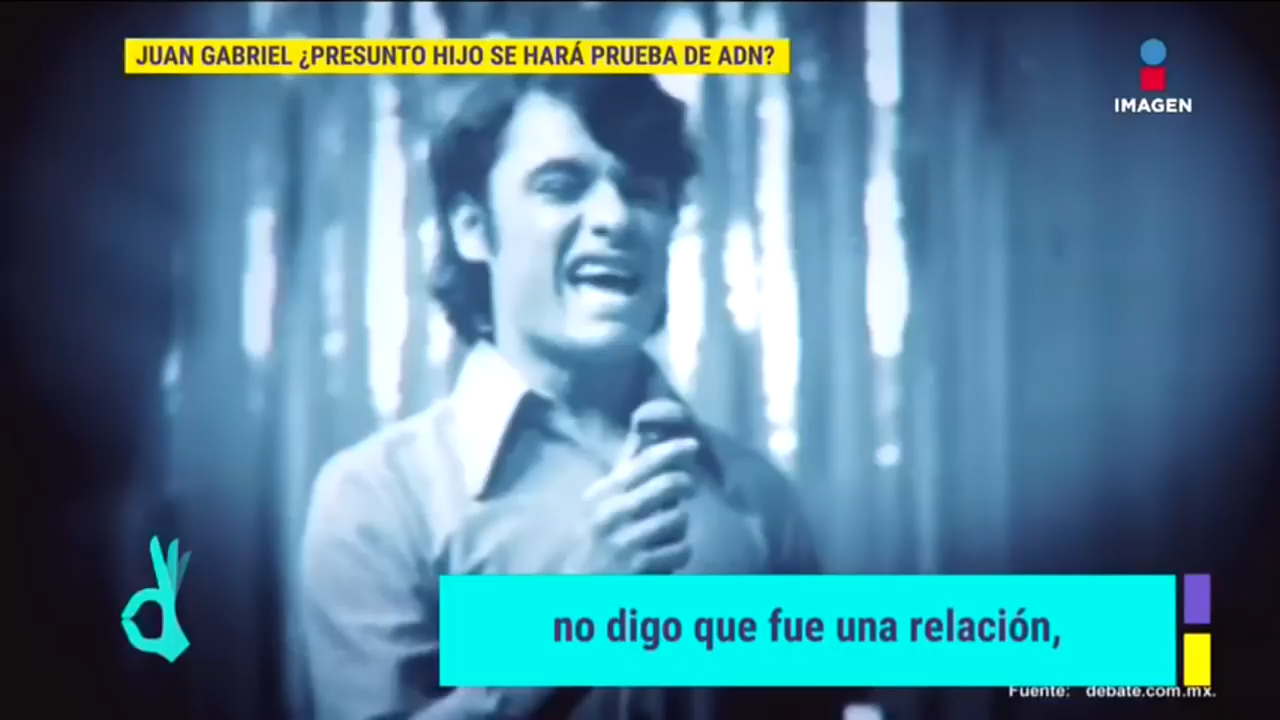 JUAN GABRIEL ¿PRESUNTO HIJO SE HARÁ PRUEBA DE ADN?
IMAGEN
no digo que fue una relación,
Fuente: debate.com.mx.